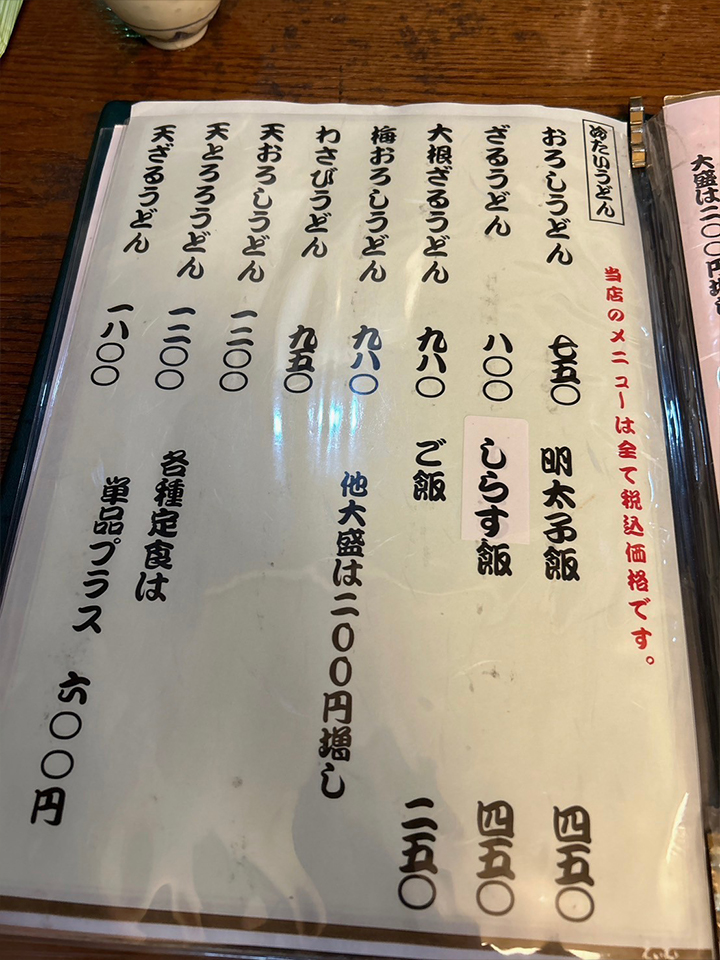 大盛は二〇〇円増し
冷たいうどん
当店のメニューは全て税込価格です。
おろしうどん 七五〇
ざるうどん 八〇〇
大根ざるうどん 九八〇
梅おろしうどん 九八〇
わさびうどん 九五〇
天おろしうどん 一二〇〇
天とろろうどん 一二〇〇
天ざるうどん 一八〇〇
明太子飯 四五〇
しらす飯 四五〇
ご飯 二五〇
他大盛は二〇〇円増し
各種定食は
単品プラス 六〇〇円